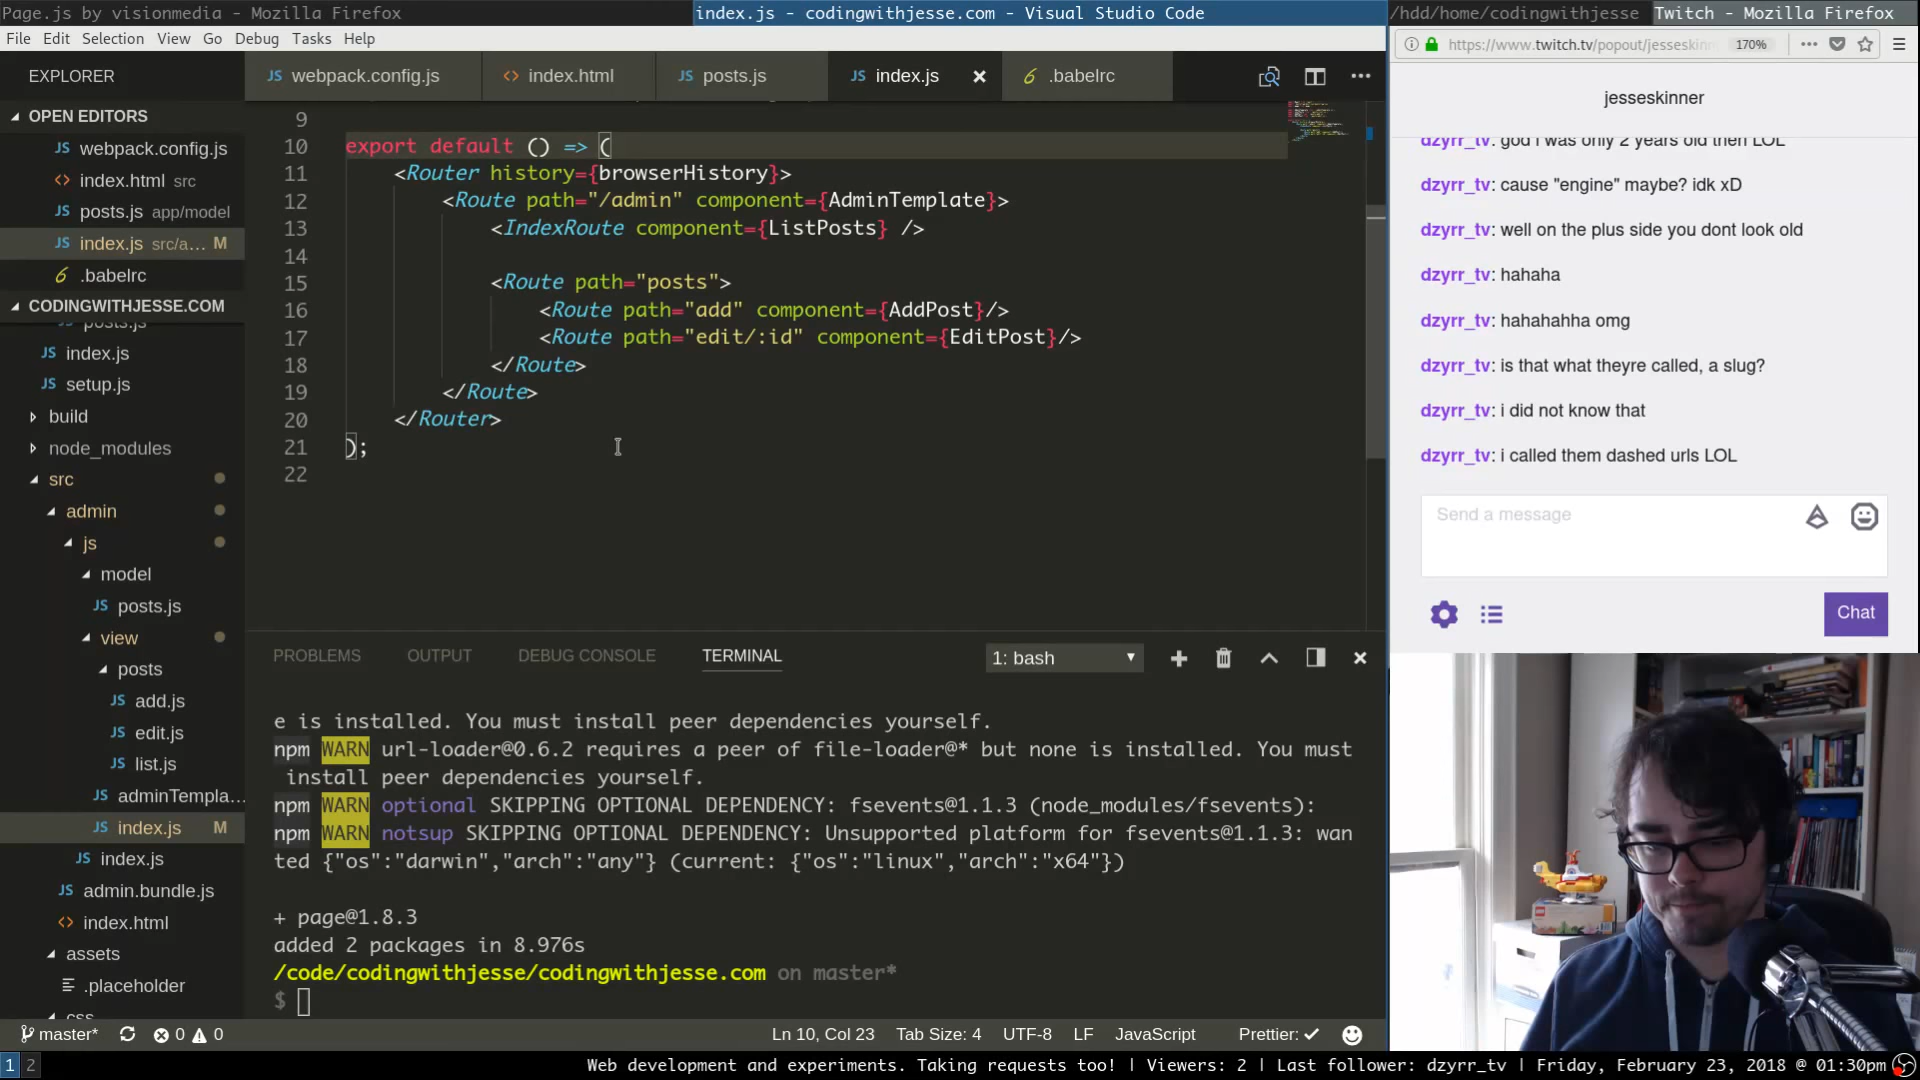 Page.js by visionmedia - Mozilla Firefox
index.js - codingwithjesse.com - Visual Studio Code
/hdd/home/codingwithjesse
Twitch - Mozilla Firefox
File Edit Selection View Go Debug Tasks Help
https://www.twitch.tv/popout/jesseskinn
170%
EXPLORER
webpack.config.js
index.html
posts.js
index.js
.babelrc
OPEN EDITORS
webpack.config.js
index.html src
posts.js app/model
index.js src/a... M
.babelrc
CODINGWITHJESSE.COM
posts.js
index.js
setup.js
build
node_modules
src
admin
js
model
posts.js
view
posts
add.js
edit.js
list.js
adminTempla...
index.js M
index.js
admin.bundle.js
index.html
assets
.placeholder
css
9
10 export default () => (
11 <Router history={browserHistory}>
12 <Route path="/admin" component={AdminTemplate}>
13 <IndexRoute component={ListPosts} />
14
15 <Route path="posts">
16 <Route path="add" component={AddPost}/>
17 <Route path="edit/:id" component={EditPost}/>
18 </Route>
19 </Route>
20 </Router>
21 );
22
PROBLEMS OUTPUT DEBUG CONSOLE TERMINAL
1: bash
e is installed. You must install peer dependencies yourself.
npm WARN url-loader@0.6.2 requires a peer of file-loader@* but none is installed. You must
install peer dependencies yourself.
npm WARN optional SKIPPING OPTIONAL DEPENDENCY: fsevents@1.1.3 (node_modules/fsevents):
npm WARN notsup SKIPPING OPTIONAL DEPENDENCY: Unsupported platform for fsevents@1.1.3: wan
ted {"os":"darwin","arch":"any"} (current: {"os":"linux","arch":"x64"})
+ page@1.8.3
added 2 packages in 8.976s
/code/codingwithjesse/codingwithjesse.com on master*
$
jesseskinner
dzyrr_tv: god i was only 2 years old then LOL
dzyrr_tv: cause "engine" maybe? idk xD
dzyrr_tv: well on the plus side you dont look old
dzyrr_tv: hahaha
dzyrr_tv: hahahahha omg
dzyrr_tv: is that what theyre called, a slug?
dzyrr_tv: i did not know that
dzyrr_tv: i called them dashed urls LOL
Send a message
Chat
master* 0 0
Ln 10, Col 23 Tab Size: 4 UTF-8 LF JavaScript Prettier: ✓
1 2
Web development and experiments. Taking requests too! | Viewers: 2 | Last follower: dzyrr_tv | Friday, February 23, 2018 @ 01:30pm